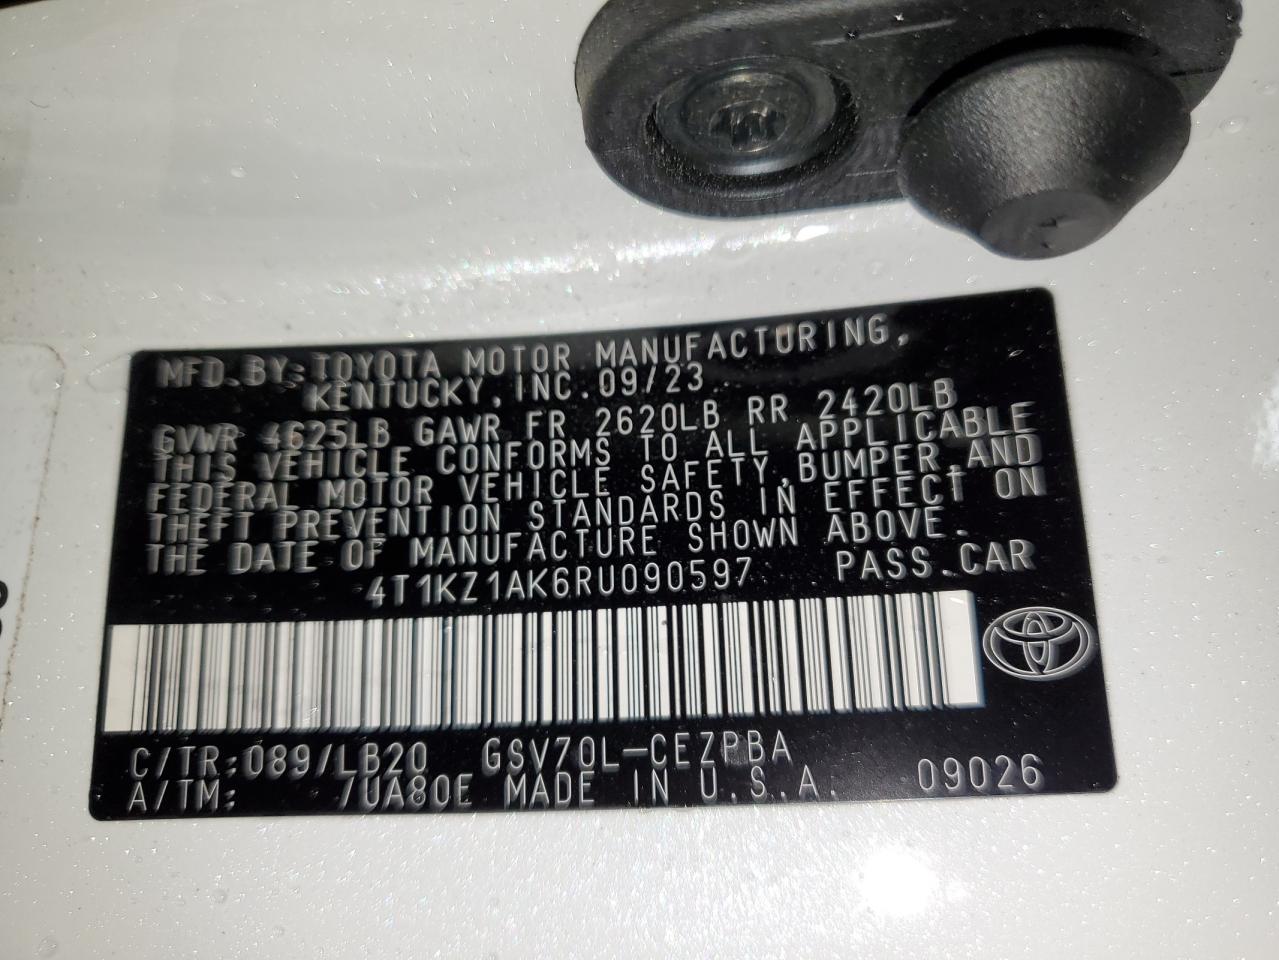 MFD.BY:TOYOTA MOTOR MANUFACTURING,
KENTUCKY, INC. 09/23
GVWR 4625LB GAWR FR 2620LB RR 2420LB
THIS VEHICLE CONFORMS TO ALL APPLICABLE
FEDERAL MOTOR VEHICLE SAFETY, BUMPER, AND
THEFT PREVENTION STANDARDS IN EFFECT ON
THE DATE OF MANUFACTURE SHOWN ABOVE.
4T1KZ1AK6RU090597 PASS.CAR
C/TR:089/LB20 GSV70L-CEZPBA
A/TM: /UA80E MADE IN U.S.A. 09026